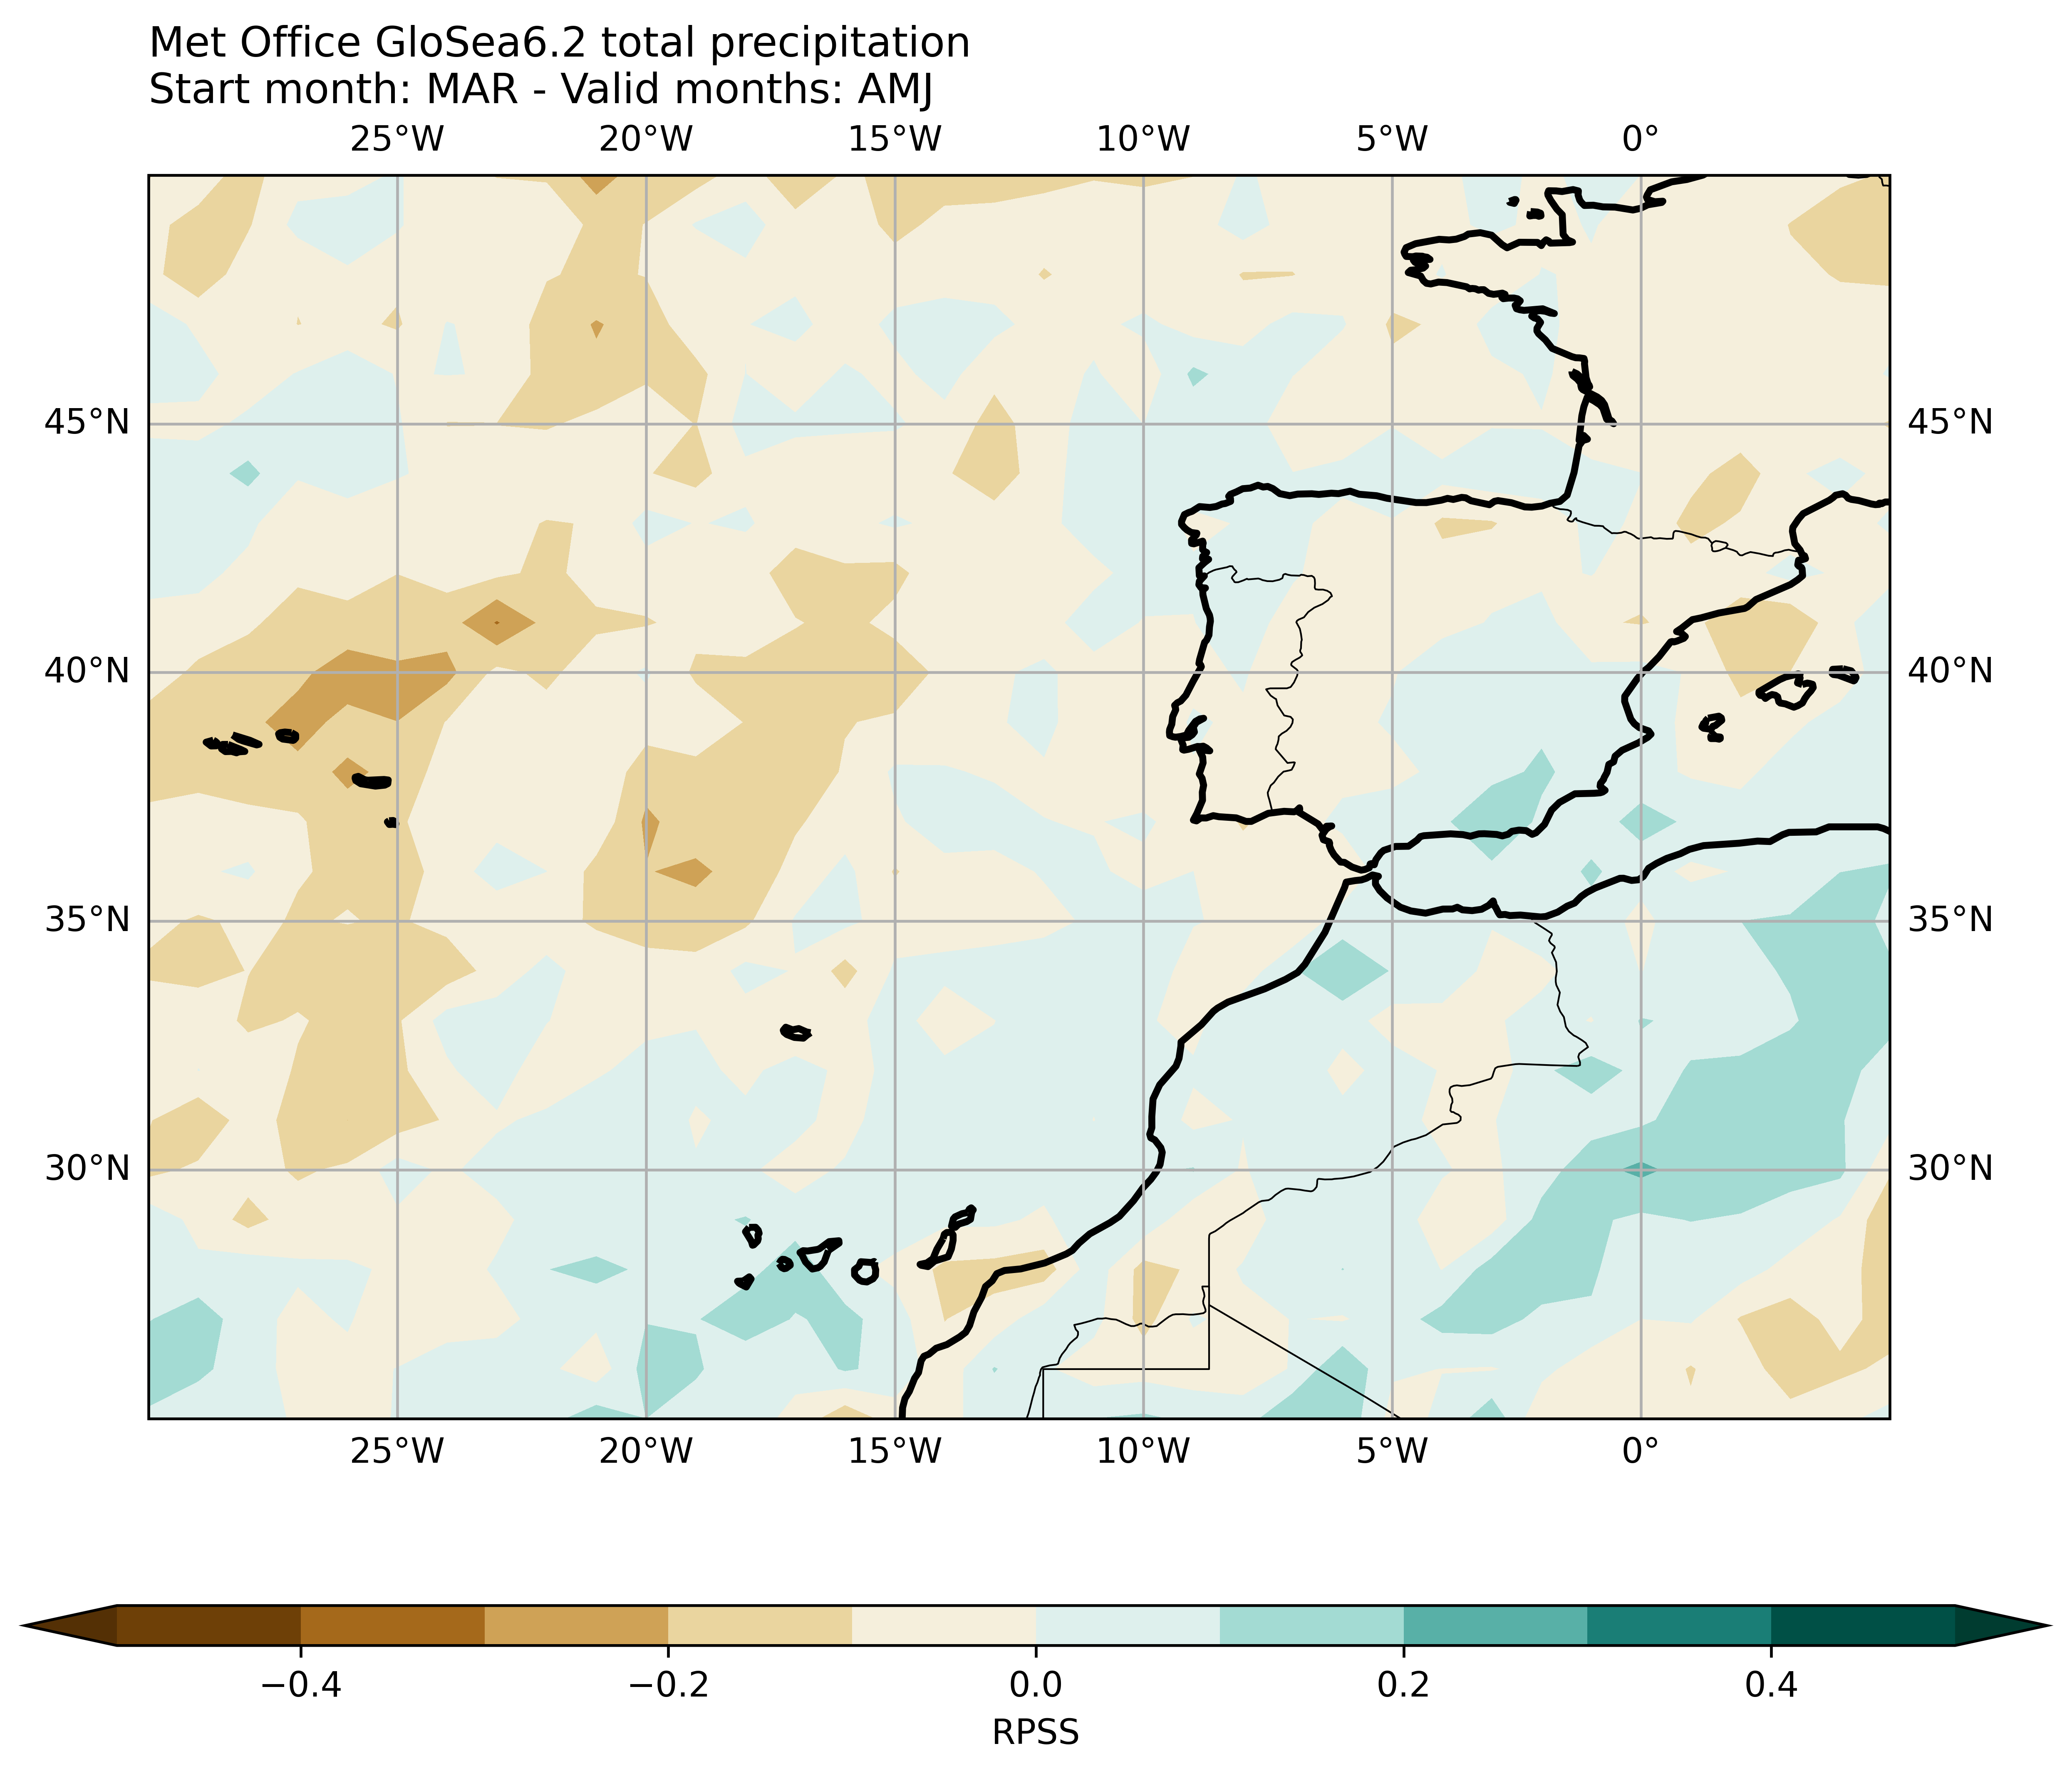 Met Office GloSea6.2 total precipitation
Start month: MAR - Valid months: AMJ
25°W 20°W 15°W 10°W 5°W 0°
45°N 45°N
40°N 40°N
35°N 35°N
30°N 30°N
25°W 20°W 15°W 10°W 5°W 0°
−0.4 −0.2 0.0 0.2 0.4
RPSS